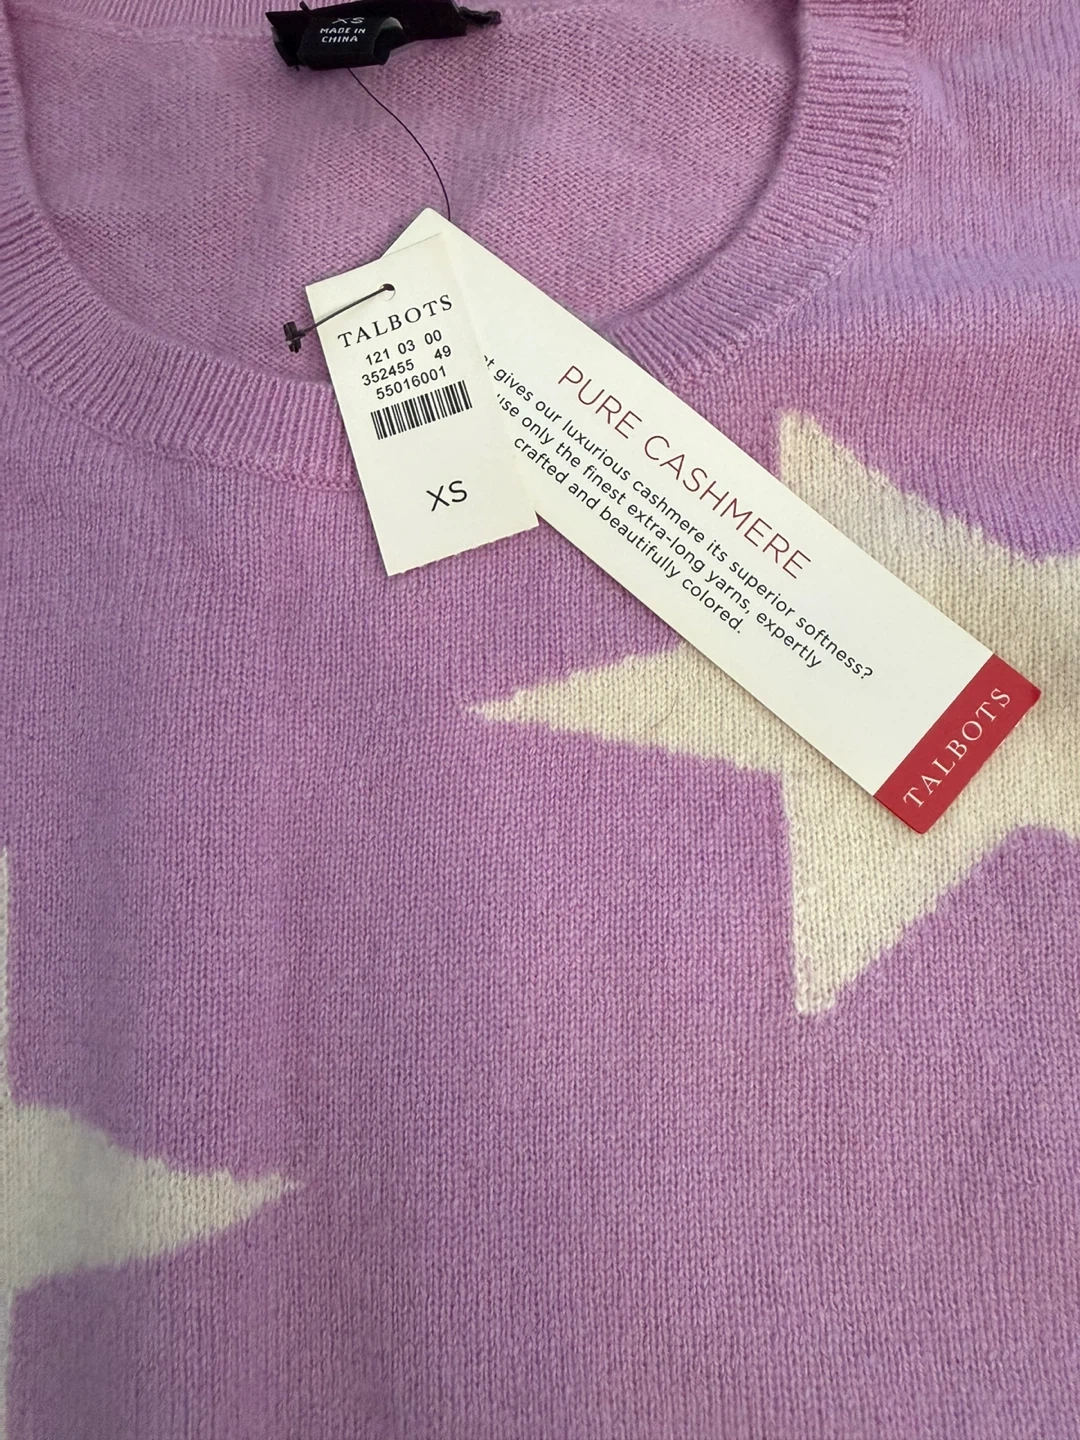 XS
MADE IN
CHINA
TALBOTS
121 03 00
352455 49
55016001
XS
PURE CASHMERE
gives our luxurious cashmere its superior softness?
only the finest extra-long yarns, expertly
crafted and beautifully colored.
TALBOTS